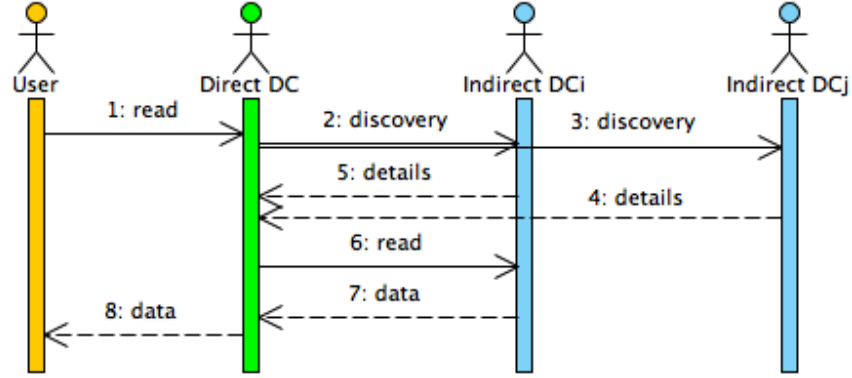 User
Direct DC
Indirect DCi
Indirect DCj
1: read
2: discovery
3: discovery
5: details
4: details
6: read
7: data
8: data